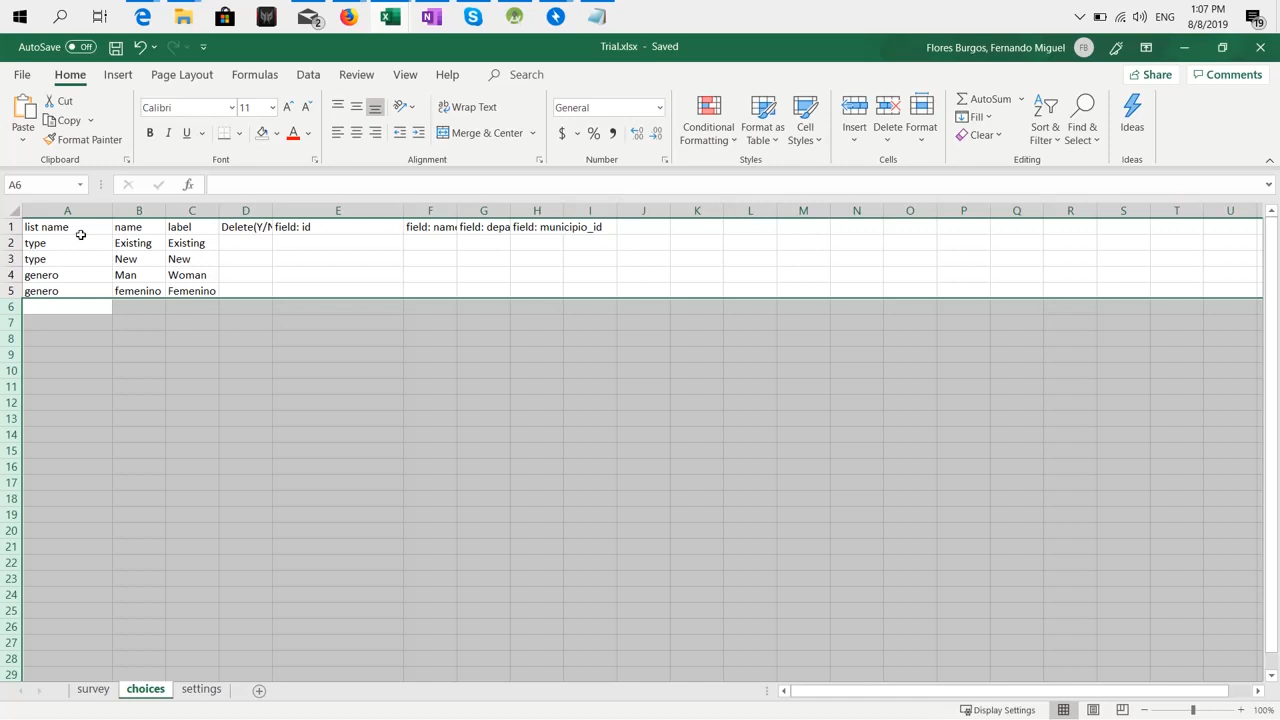 2
ENG
1:07 PM
8/8/2019
19
AutoSave Off
Trial.xlsx - Saved
Flores Burgos, Fernando Miguel
FB
File Home Insert Page Layout Formulas Data Review View Help Search
Share Comments
Paste
Cut
Copy
Format Painter
Clipboard
Calibri 11
B I U
Font
Wrap Text
Merge & Center
Alignment
General
$ % ,
Number
Conditional Formatting
Format as Table
Cell Styles
Styles
Insert Delete Format
Cells
AutoSum
Fill
Clear
Sort & Filter
Find & Select
Editing
Ideas
Ideas
A6
fx
A B C D E F G H I J K L M N O P Q R S T U
1 list name name label Delete(Y/N field: id field: name field: depa field: municipio_id
2 type Existing Existing
3 type New New
4 genero Man Woman
5 genero femenino Femenino
6
7
8
9
10
11
12
13
14
15
16
17
18
19
20
21
22
23
24
25
26
27
28
29
survey choices settings
Display Settings
100%